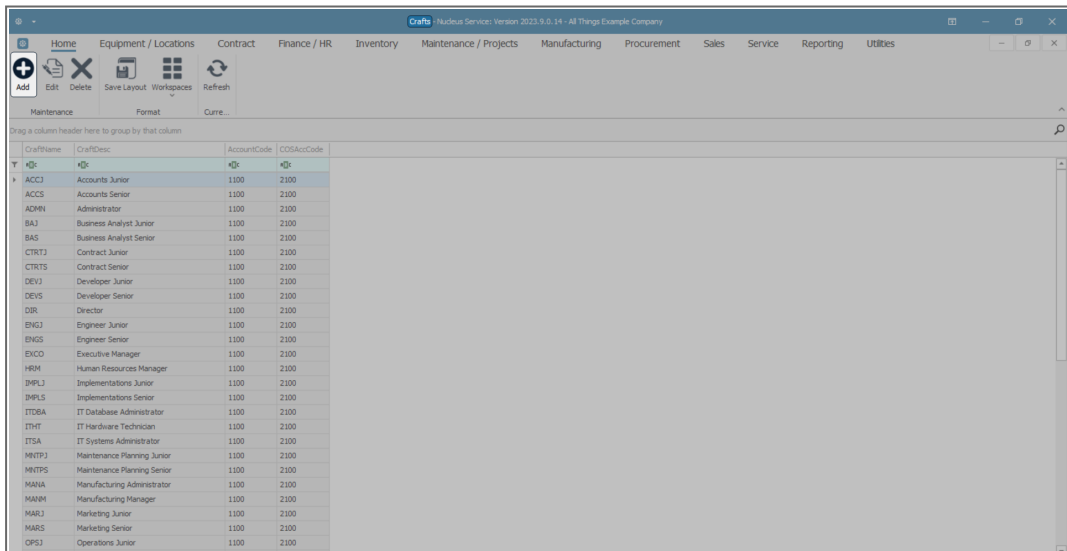 Crafts - Nucleus Service: Version 2023.9.0.14 - All Things Example Company
Home Equipment / Locations Contract Finance / HR Inventory Maintenance / Projects Manufacturing Procurement Sales Service Reporting Utilities
Add Edit Delete Save Layout Workspaces Refresh
Maintenance Format Curre...
Drag a column header here to group by that column
CraftName CraftDesc AccountCode COSAccCode
ACCJ Accounts Junior 1100 2100
ACCS Accounts Senior 1100 2100
ADMN Administrator 1100 2100
BAJ Business Analyst Junior 1100 2100
BAS Business Analyst Senior 1100 2100
CTRTJ Contract Junior 1100 2100
CTRTS Contract Senior 1100 2100
DEVJ Developer Junior 1100 2100
DEVS Developer Senior 1100 2100
DIR Director 1100 2100
ENGJ Engineer Junior 1100 2100
ENGS Engineer Senior 1100 2100
EXCO Executive Manager 1100 2100
HRM Human Resources Manager 1100 2100
IMPLJ Implementations Junior 1100 2100
IMPLS Implementations Senior 1100 2100
ITDBA IT Database Administrator 1100 2100
ITHT IT Hardware Technician 1100 2100
ITSA IT Systems Administrator 1100 2100
MNTPJ Maintenance Planning Junior 1100 2100
MNTPS Maintenance Planning Senior 1100 2100
MANA Manufacturing Administrator 1100 2100
MANM Manufacturing Manager 1100 2100
MARJ Marketing Junior 1100 2100
MARS Marketing Senior 1100 2100
OPSJ Operations Junior 1100 2100